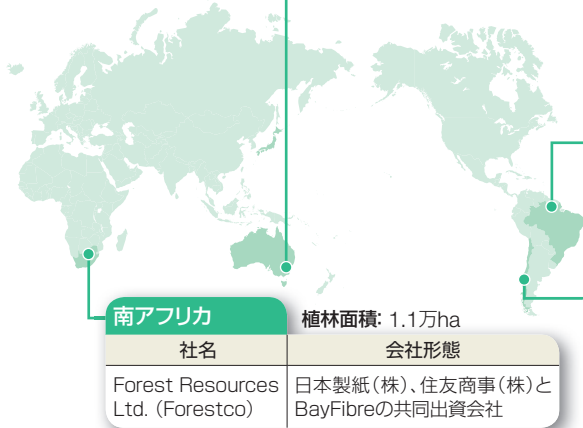 南アフリカ
植林面積: 1.1万ha
社名
会社形態
Forest Resources
Ltd. (Forestco)
日本製紙(株)、住友商事(株)と
BayFibreの共同出資会社